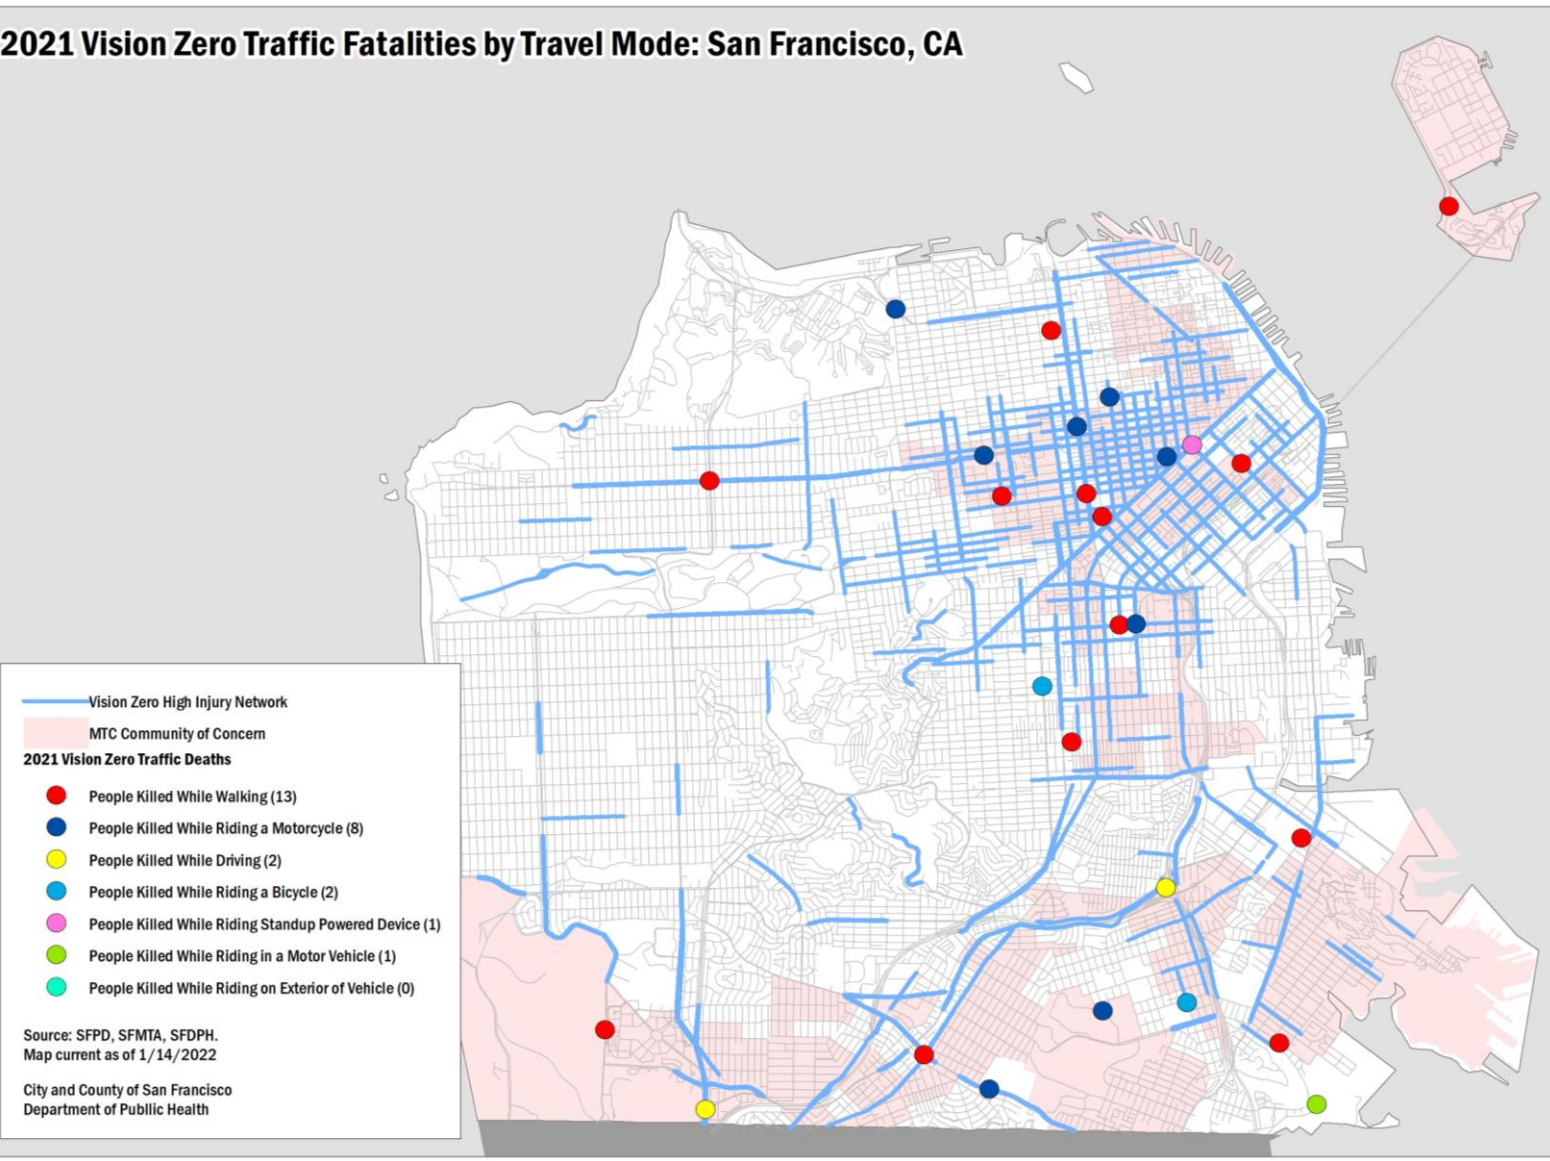 2021 Vision Zero Traffic Fatalities by Travel Mode: San Francisco, CA
Vision Zero High Injury Network
MTC Community of Concern
2021 Vision Zero Traffic Deaths
People Killed While Walking (13)
People Killed While Riding a Motorcycle (8)
People Killed While Driving (2)
People Killed While Riding a Bicycle (2)
People Killed While Riding Standup Powered Device (1)
People Killed While Riding in a Motor Vehicle (1)
People Killed While Riding on Exterior of Vehicle (0)
Source: SFPD, SFMTA, SFDPH.
Map current as of 1/14/2022
City and County of San Francisco
Department of Publlic Health